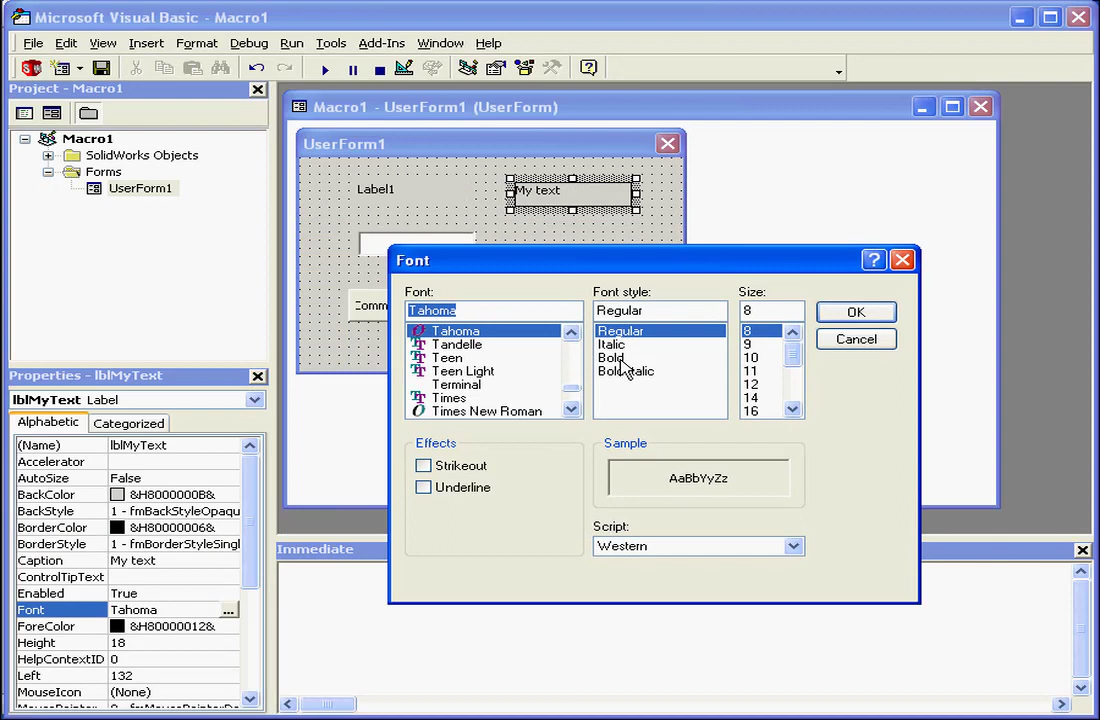 Microsoft Visual Basic - Macro1
File Edit View Insert Format Debug Run Tools Add-Ins Window Help
Project - Macro1
Macro1
SolidWorks Objects
Forms
UserForm1
Macro1 - UserForm1 (UserForm)
UserForm1
Label1
My text
Font
Font:
Tahoma
Tahoma
Tandelle
Teen
Teen Light
Terminal
Times
Times New Roman
Font style:
Regular
Regular
Italic
Bold
Bold Italic
Size:
8
8
9
10
11
12
14
16
OK
Cancel
Effects
Strikeout
Underline
Sample
AaBbYyZz
Script:
Western
Properties - lblMyText
lblMyText Label
Alphabetic Categorized
(Name) lblMyText
Accelerator
AutoSize False
BackColor &H8000000B&
BackStyle 1 - fmBackStyleOpaqu
BorderColor &H80000006&
BorderStyle 1 - fmBorderStyleSingl
Caption My text
ControlTipText
Enabled True
Font Tahoma ...
ForeColor &H80000012&
Height 18
HelpContextID 0
Left 132
MouseIcon (None)
Immediate